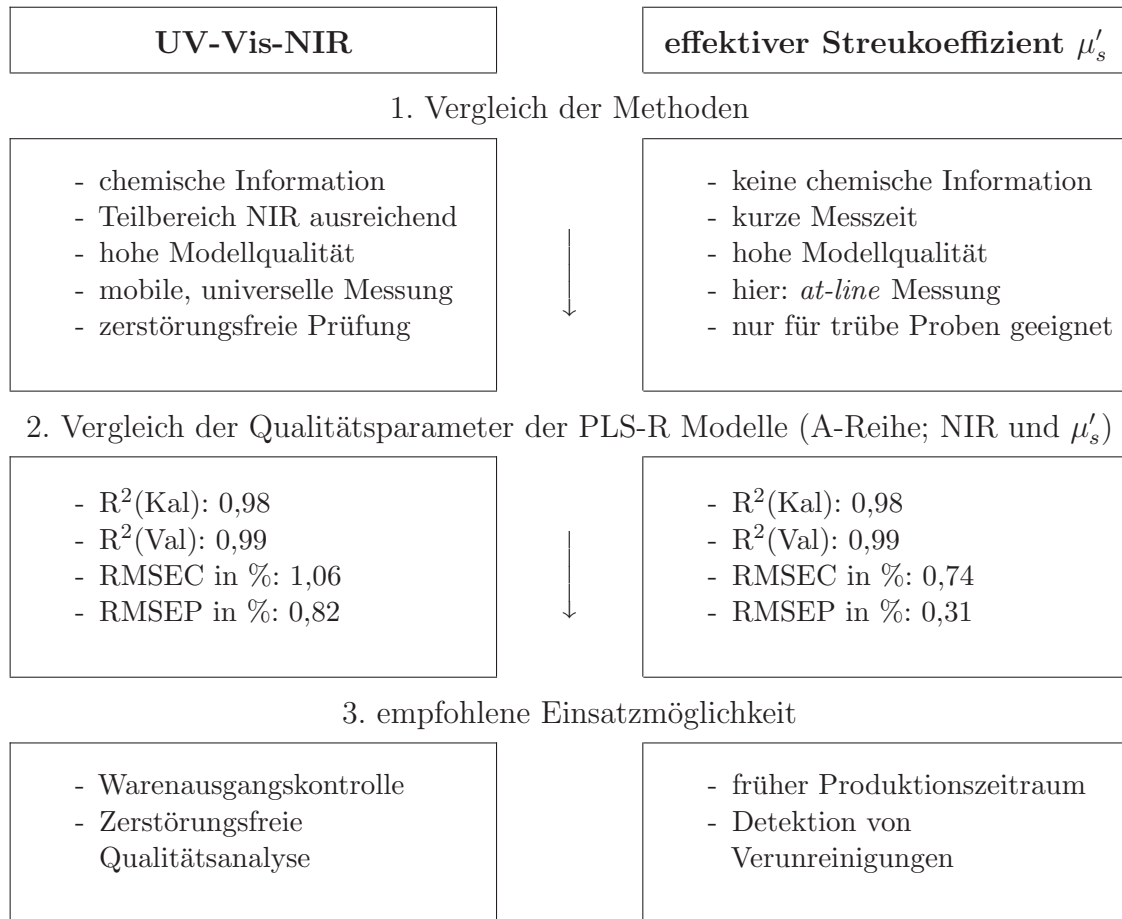 UV-Vis-NIR
effektiver Streukoeffizient μ′s
1. Vergleich der Methoden
- chemische Information
- Teilbereich NIR ausreichend
- hohe Modellqualität
- mobile, universelle Messung
- zerstörungsfreie Prüfung
- keine chemische Information
- kurze Messzeit
- hohe Modellqualität
- hier: at-line Messung
- nur für trübe Proben geeignet
2. Vergleich der Qualitätsparameter der PLS-R Modelle (A-Reihe; NIR und μ′s)
- R²(Kal): 0,98
- R²(Val): 0,99
- RMSEC in %: 1,06
- RMSEP in %: 0,82
- R²(Kal): 0,98
- R²(Val): 0,99
- RMSEC in %: 0,74
- RMSEP in %: 0,31
3. empfohlene Einsatzmöglichkeit
- Warenausgangskontrolle
- Zerstörungsfreie
Qualitätsanalyse
- früher Produktionszeitraum
- Detektion von
Verunreinigungen